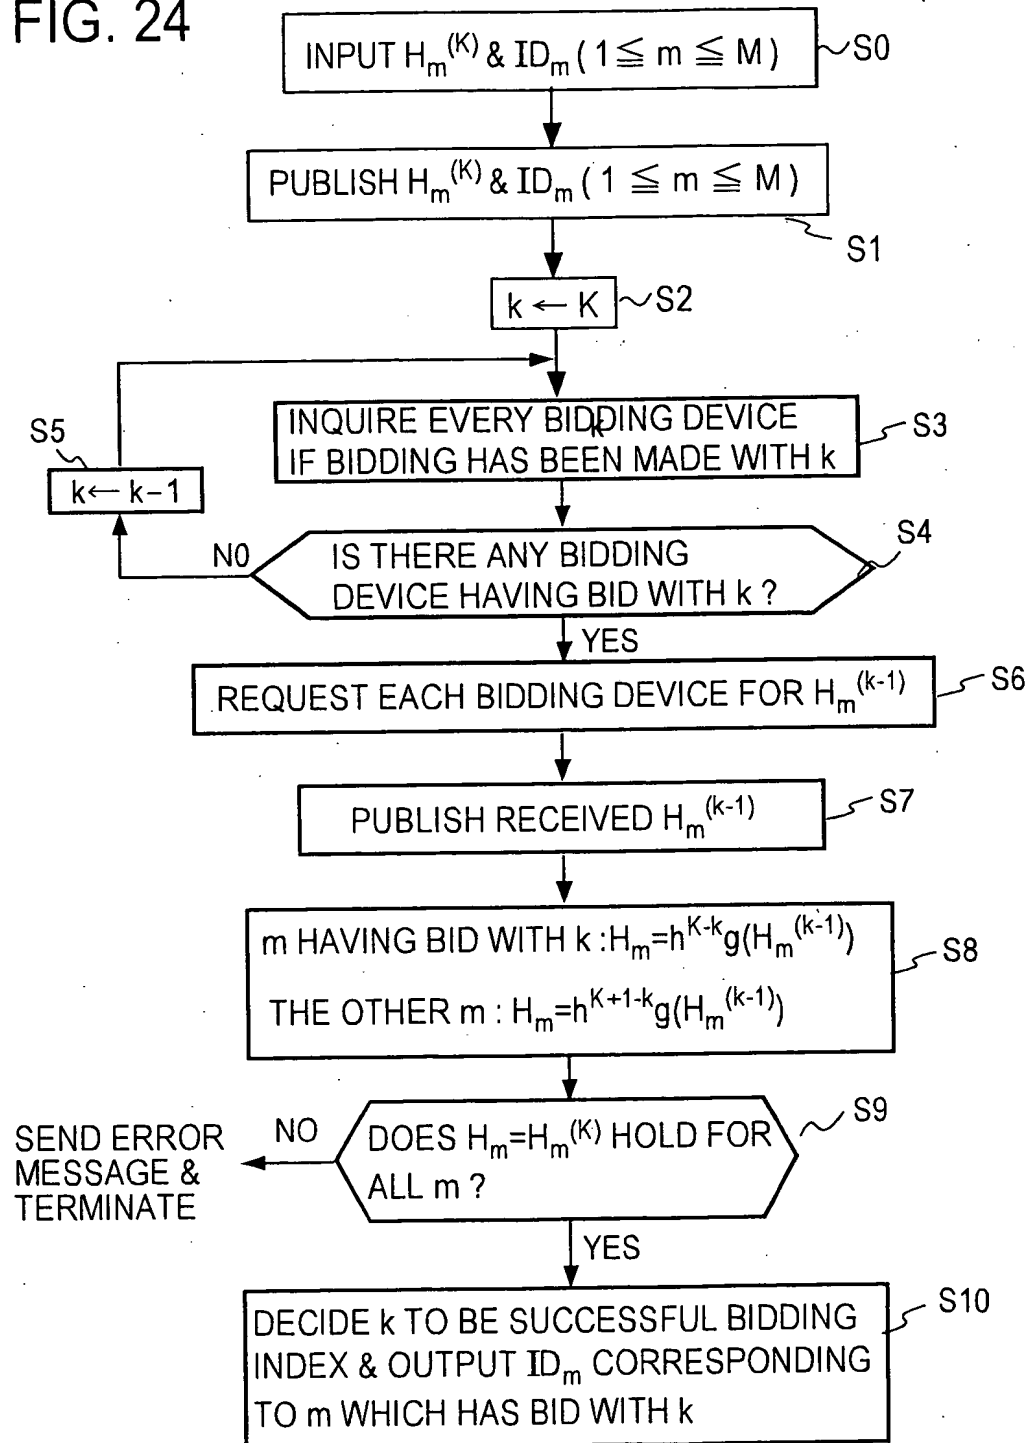 FIG. 24
INPUT Hₘ⁽ᴷ⁾ & IDₘ ( 1 ≦ m ≦ M )
S0
PUBLISH Hₘ⁽ᴷ⁾ & IDₘ ( 1 ≦ m ≦ M )
S1
k ← K
S2
INQUIRE EVERY BIDDING DEVICE
k
IF BIDDING HAS BEEN MADE WITH k
S3
S5
k ← k-1
IS THERE ANY BIDDING
DEVICE HAVING BID WITH k ?
S4
NO
YES
REQUEST EACH BIDDING DEVICE FOR Hₘ⁽ᵏ⁻¹⁾
S6
PUBLISH RECEIVED Hₘ⁽ᵏ⁻¹⁾
S7
m HAVING BID WITH k : Hₘ=hᴷ⁻ᵏg(Hₘ⁽ᵏ⁻¹⁾)
THE OTHER m : Hₘ=hᴷ⁺¹⁻ᵏg(Hₘ⁽ᵏ⁻¹⁾)
S8
DOES Hₘ=Hₘ⁽ᴷ⁾ HOLD FOR
ALL m ?
S9
NO
SEND ERROR
MESSAGE &
TERMINATE
YES
DECIDE k TO BE SUCCESSFUL BIDDING
INDEX & OUTPUT IDₘ CORRESPONDING
TO m WHICH HAS BID WITH k
S10